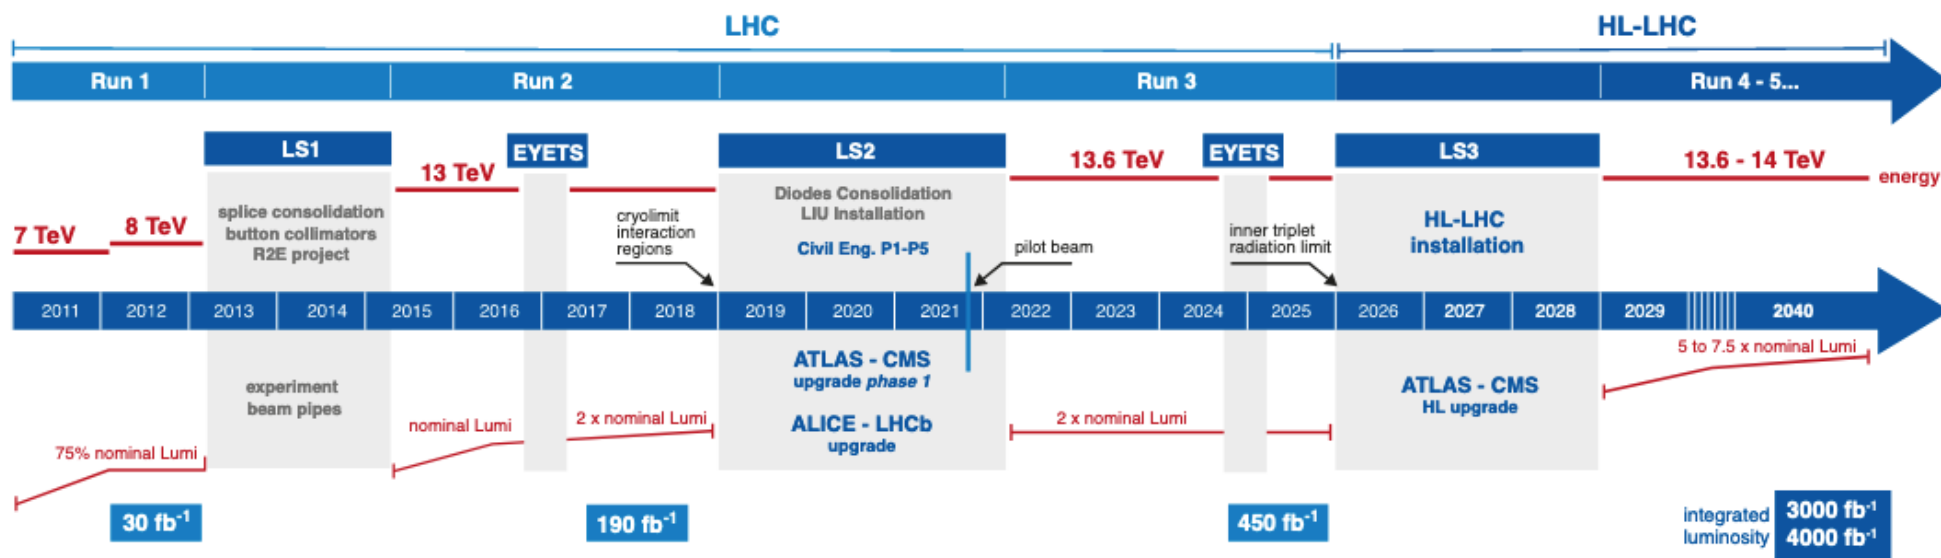 LHC
HL-LHC
Run 1
Run 2
Run 3
Run 4 - 5...
LS1
EYETS
LS2
EYETS
LS3
7 TeV
8 TeV
13 TeV
13.6 TeV
13.6 - 14 TeV
energy
splice consolidation
button collimators
R2E project
cryolimit
interaction
regions
Diodes Consolidation
LIU Installation
Civil Eng. P1-P5
pilot beam
inner triplet
radiation limit
HL-LHC
installation
2011
2012
2013
2014
2015
2016
2017
2018
2019
2020
2021
2022
2023
2024
2025
2026
2027
2028
2029
2040
experiment
beam pipes
ATLAS - CMS
upgrade phase 1
ALICE - LHCb
upgrade
ATLAS - CMS
HL upgrade
75% nominal Lumi
nominal Lumi
2 x nominal Lumi
2 x nominal Lumi
5 to 7.5 x nominal Lumi
30 fb⁻¹
190 fb⁻¹
450 fb⁻¹
integrated
luminosity
3000 fb⁻¹
4000 fb⁻¹